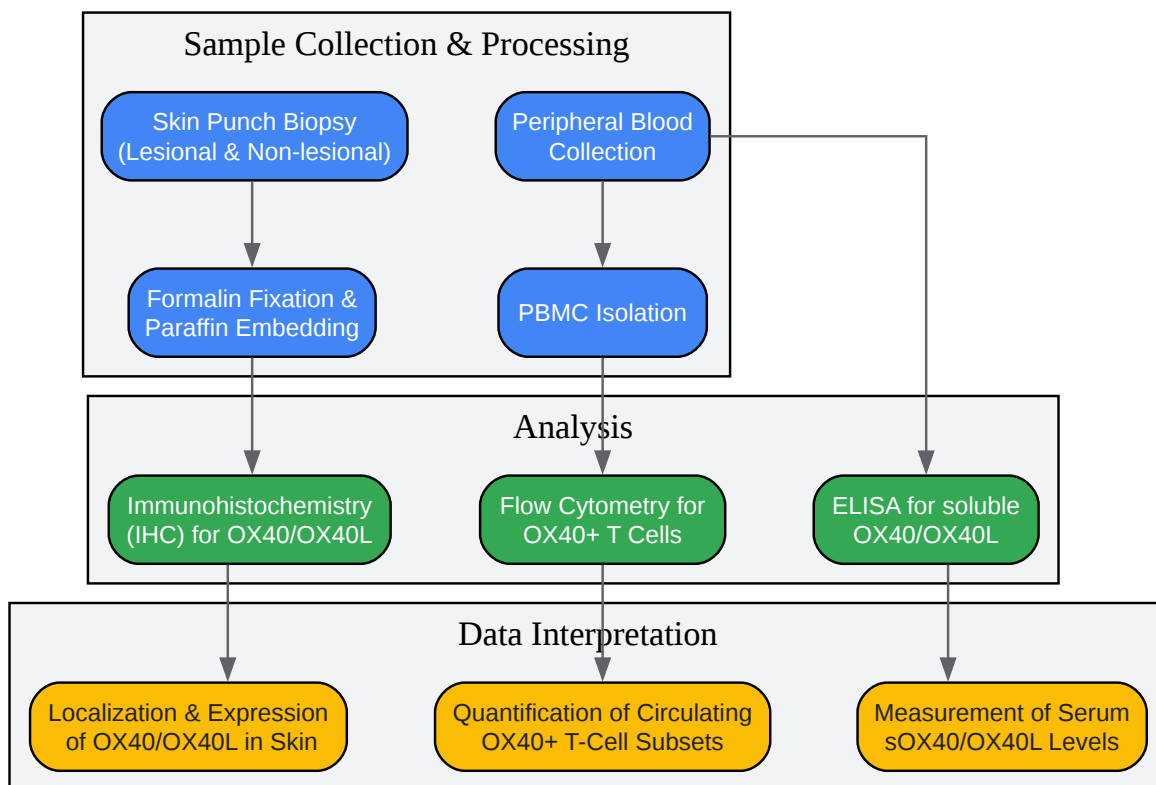 Sample Collection & Processing
Skin Punch Biopsy
(Lesional & Non-lesional)
Peripheral Blood
Collection
Formalin Fixation &
Paraffin Embedding
PBMC Isolation
Analysis
Immunohistochemistry
(IHC) for OX40/OX40L
Flow Cytometry for
OX40+ T Cells
ELISA for soluble
OX40/OX40L
Data Interpretation
Localization & Expression
of OX40/OX40L in Skin
Quantification of Circulating
OX40+ T-Cell Subsets
Measurement of Serum
sOX40/OX40L Levels